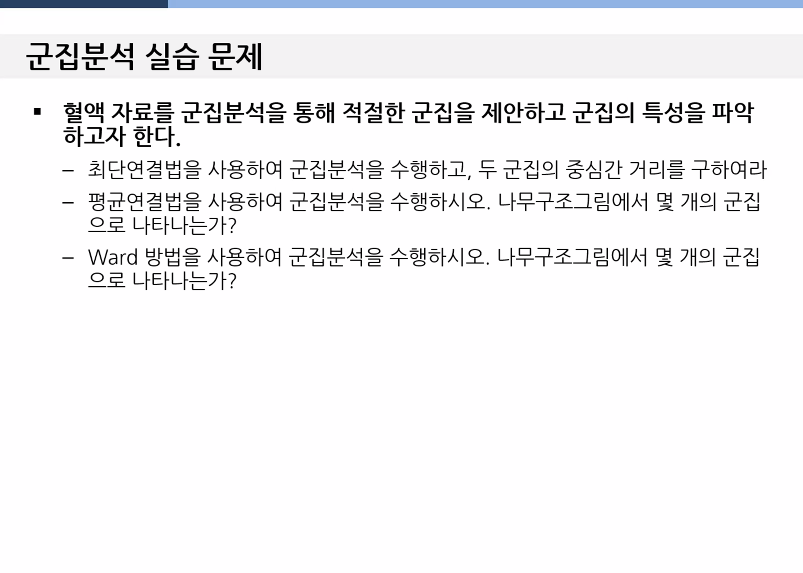 군집분석 실습 문제
▪ 혈액 자료를 군집분석을 통해 적절한 군집을 제안하고 군집의 특성을 파악
하고자 한다.
– 최단연결법을 사용하여 군집분석을 수행하고, 두 군집의 중심간 거리를 구하여라
– 평균연결법을 사용하여 군집분석을 수행하시오. 나무구조그림에서 몇 개의 군집
으로 나타나는가?
– Ward 방법을 사용하여 군집분석을 수행하시오. 나무구조그림에서 몇 개의 군집
으로 나타나는가?